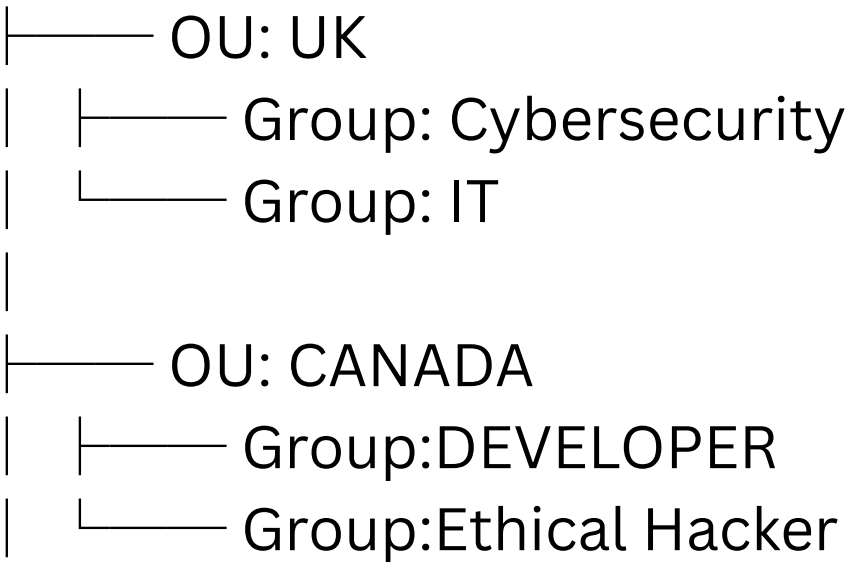 OU: UK
Group: Cybersecurity
Group: IT
OU: CANADA
Group:DEVELOPER
Group:Ethical Hacker